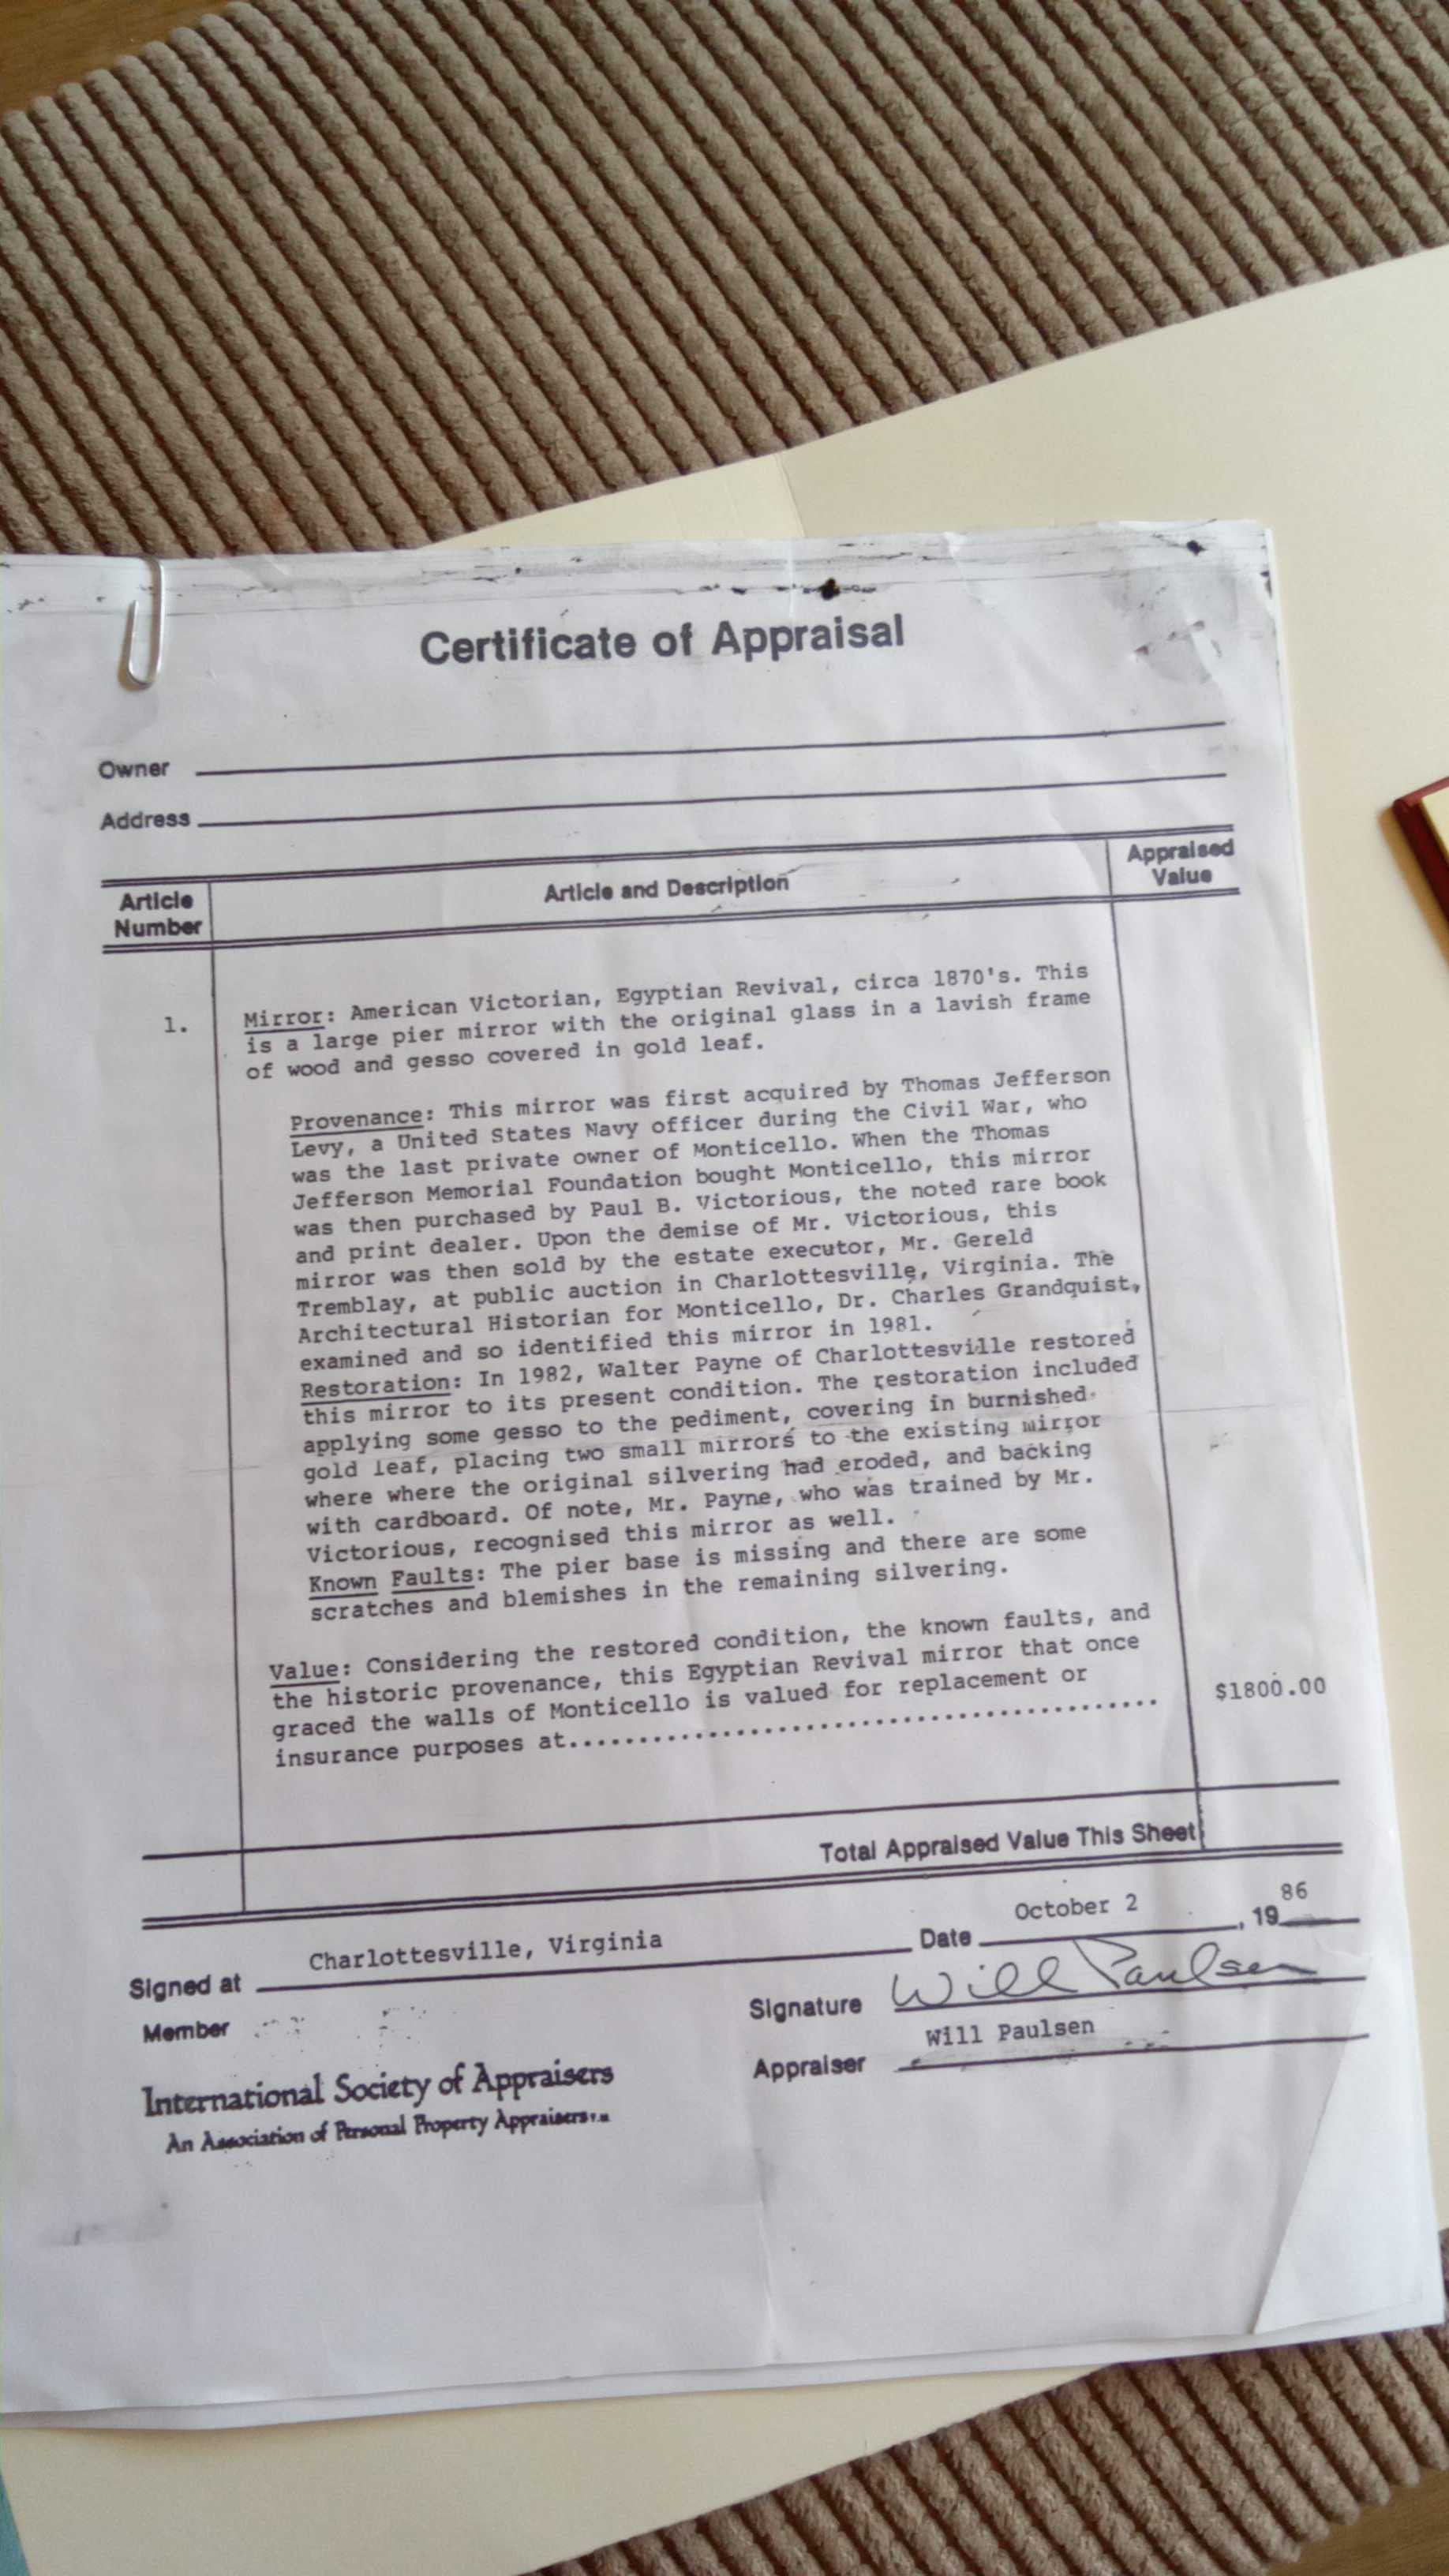 Certificate of Appraisal
Owner
Address
Article Number
Article and Description
Appraised Value
1.
Mirror: American Victorian, Egyptian Revival, circa 1870's. This
is a large pier mirror with the original glass in a lavish frame
of wood and gesso covered in gold leaf.
Provenance: This mirror was first acquired by Thomas Jefferson
Levy, a United States Navy officer during the Civil War, who
was the last private owner of Monticello. When the Thomas
Jefferson Memorial Foundation bought Monticello, this mirror
was then purchased by Paul B. Victorious, the noted rare book
and print dealer. Upon the demise of Mr. Victorious, this
mirror was then sold by the estate executor, Mr. Gereld
Tremblay, at public auction in Charlottesville, Virginia. The
Architectural Historian for Monticello, Dr. Charles Grandquist,
examined and so identified this mirror in 1981.
Restoration: In 1982, Walter Payne of Charlottesville restored
this mirror to its present condition. The restoration included
applying some gesso to the pediment, covering in burnished
gold leaf, placing two small mirrors to the existing mirror
where where the original silvering had eroded, and backing
with cardboard. Of note, Mr. Payne, who was trained by Mr.
Victorious, recognised this mirror as well.
Known Faults: The pier base is missing and there are some
scratches and blemishes in the remaining silvering.
Value: Considering the restored condition, the known faults, and
the historic provenance, this Egyptian Revival mirror that once
graced the walls of Monticello is valued for replacement or
insurance purposes at.......................................... $1800.00
Total Appraised Value This Sheet
Signed at Charlottesville, Virginia Date October 2, 19 86
Member
Signature Will Paulsen
Appraiser Will Paulsen
International Society of Appraisers
An Association of Personal Property Appraisers TM